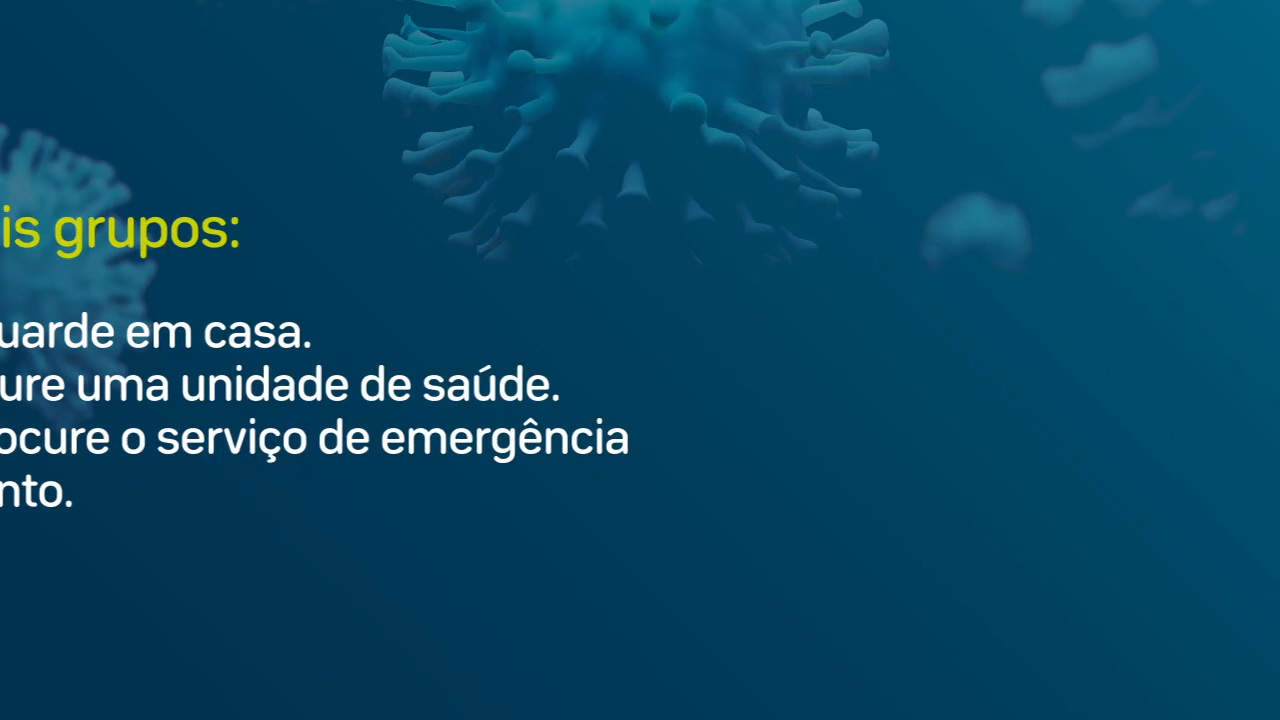 is grupos:
uarde em casa.
ure uma unidade de saúde.
ocure o serviço de emergência
nto.